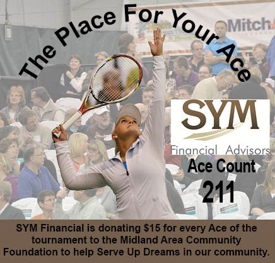 The Place For Your Ace
Mitch
SYM
Financial Advisors
Ace Count
211
SYM Financial is donating $15 for every Ace of the
tournament to the Midland Area Community
Foundation to help Serve Up Dreams in our community.